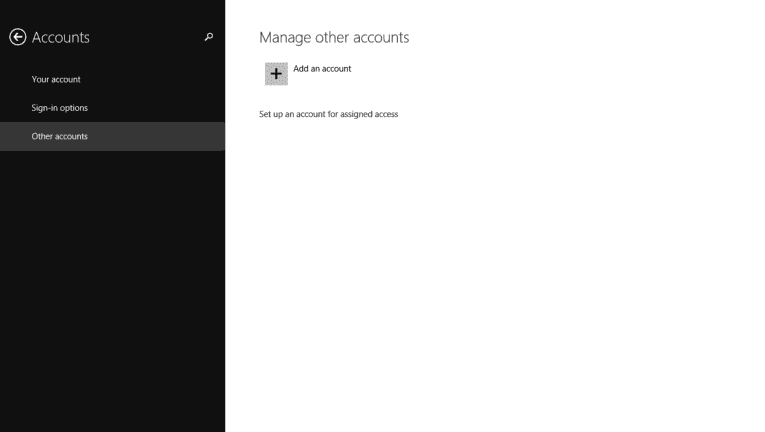 Accounts
Your account
Sign-in options
Other accounts
Manage other accounts
Add an account
Set up an account for assigned access